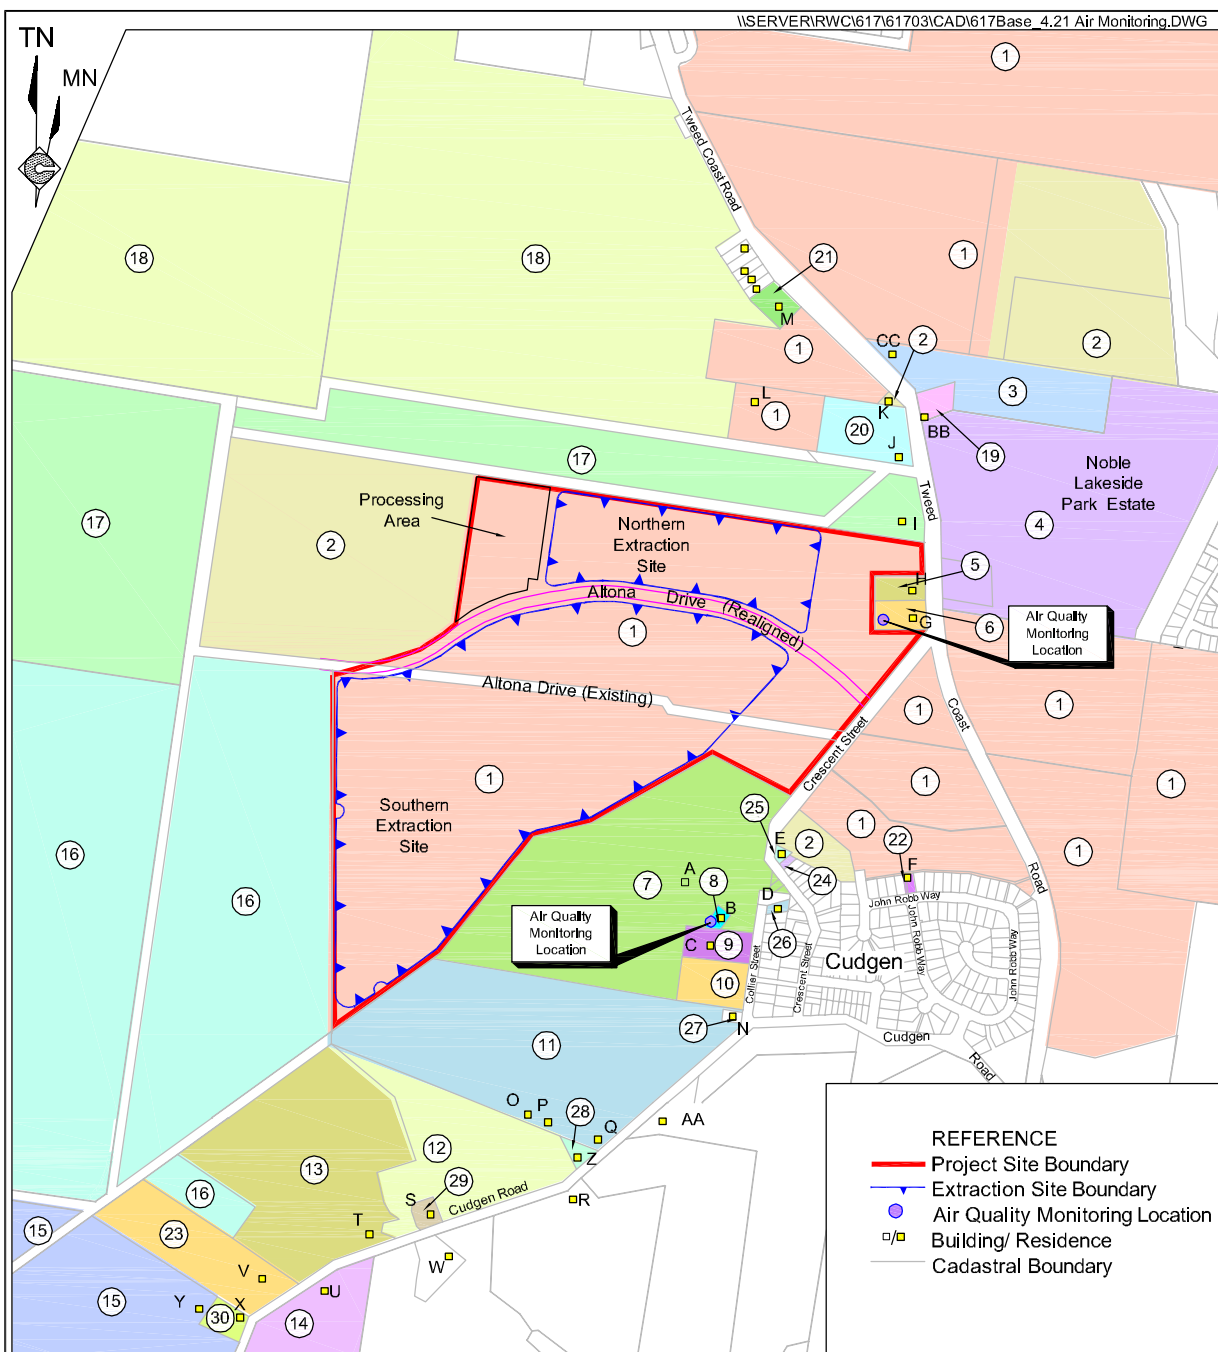 \\SERVER\RWC\617\61703\CAD\617Base_4.21 Air Monitoring.DWG
TN
MN
1
Tweed Coast Road
18
18
1
21
M
1
CC
2
2
3
L
1
K
20
BB
J
19
Noble
Lakeside
Park Estate
4
17
Tweed
Processing
Area
17
2
Northern
Extraction
Site
I
5
H
Altona Drive (Realigned)
1
6
G
Air Quality
Monitoring
Location
Altona Drive (Existing)
1
Coast
1
Crescent Street
1
1
1
Southern
Extraction
Site
25
E
2
1
22
F
1
Road
16
16
7
A
8
24
B
D
John Robb Way
Air Quality
Monitoring
Location
C
9
26
Cudgen
John Robb Way
John Robb Way
10
Collier Street
Crescent Street
27
N
Cudgen
Road
11
O
P
28
Q
AA
12
Z
13
29
S
Cudgen Road
R
16
T
15
23
W
V
U
15
Y
30
X
14
REFERENCE
Project Site Boundary
Extraction Site Boundary
Air Quality Monitoring Location
/ Building/ Residence
Cadastral Boundary